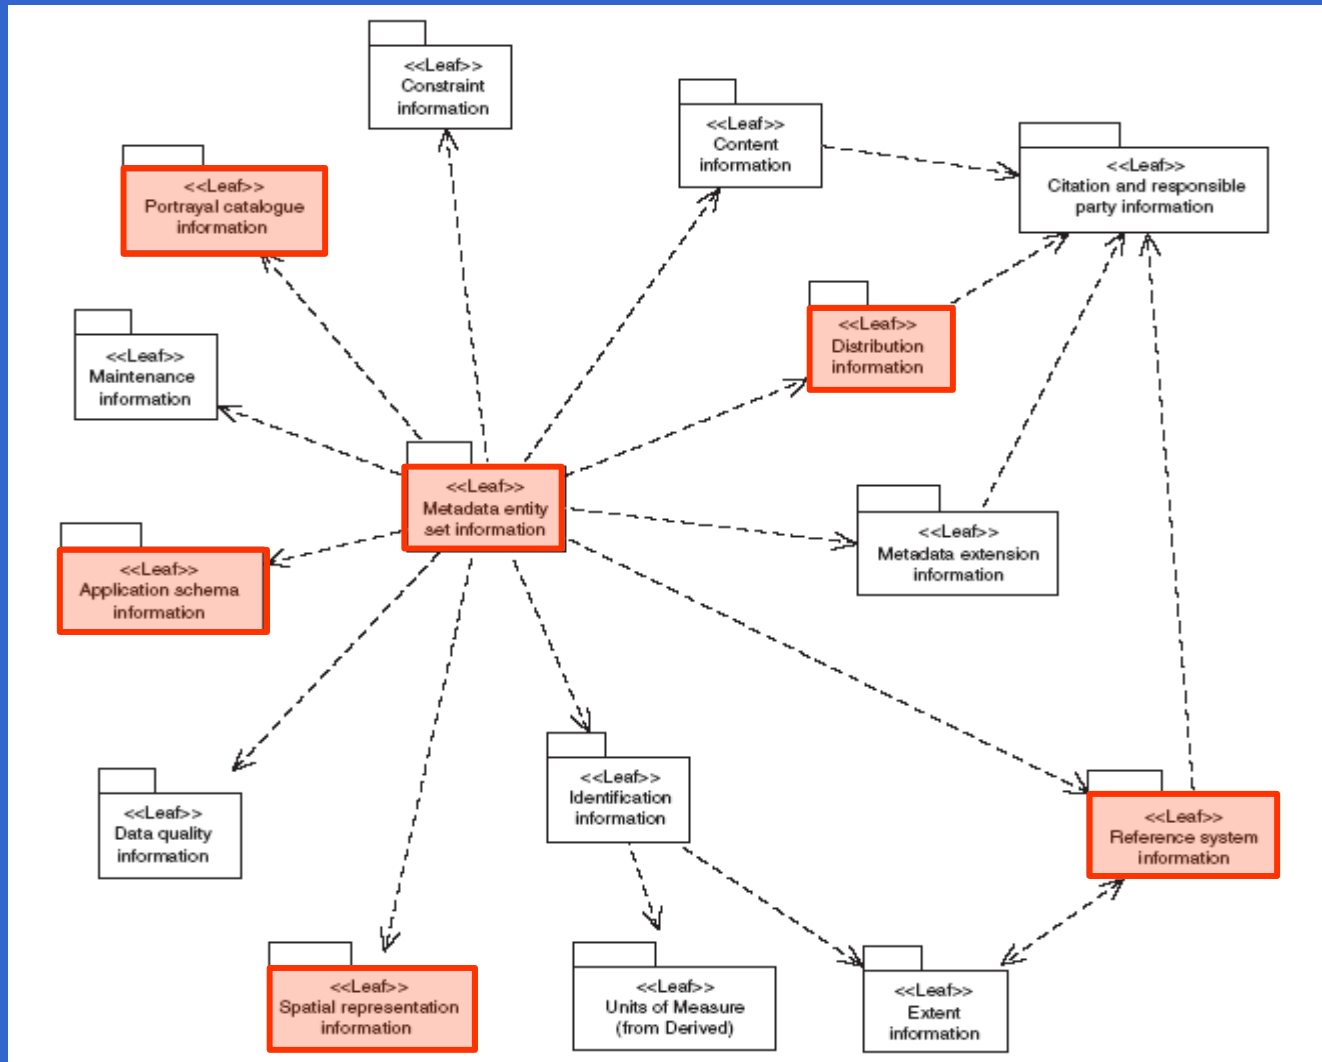 <<Leaf>>
Constraint
information
<<Leaf>>
Content
information
<<Leaf>>
Citation and responsible
party information
<<Leaf>>
Portrayal catalogue
information
<<Leaf>>
Distribution
information
<<Leaf>>
Maintenance
information
<<Leaf>>
Metadata entity
set information
<<Leaf>>
Metadata extension
information
<<Leaf>>
Application schema
information
<<Leaf>>
Identification
information
<<Leaf>>
Data quality
information
<<Leaf>>
Reference system
information
<<Leaf>>
Spatial representation
information
<<Leaf>>
Units of Measure
(from Derived)
<<Leaf>>
Extent
information